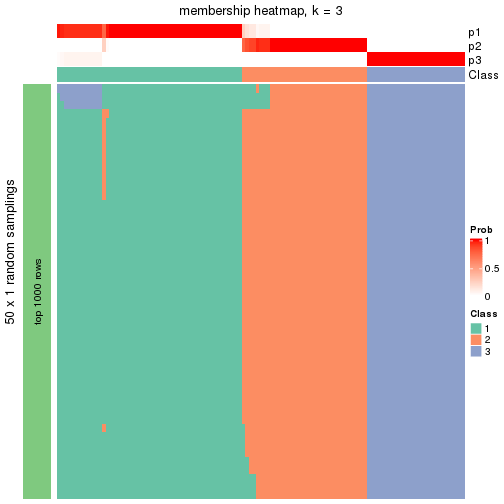 membership heatmap, k = 3
p1
p2
p3
Class
50 x 1 random samplings
top 1000 rows
Prob
1
0.5
0
Class
1
2
3